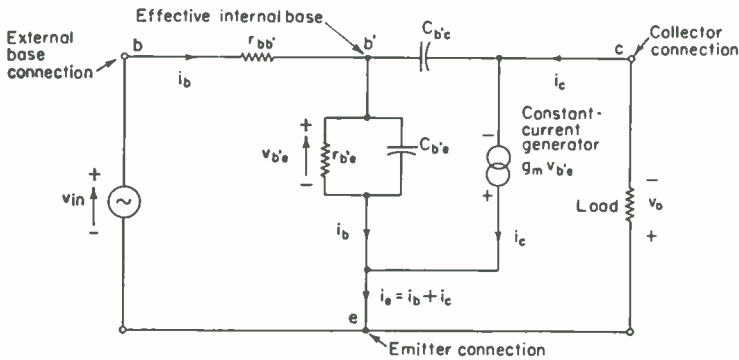 Effective internal base
External
base
connection
b
r_bb'
b'
C_b'c
c
Collector
connection
i_b
i_c
+
v_b'e
−
r_b'e
C_b'e
−
+
Constant-
current
generator
g_m v_b'e
+
v_in
−
∼
Load
−
v_o
+
i_b
i_c
i_e = i_b + i_c
e
Emitter connection